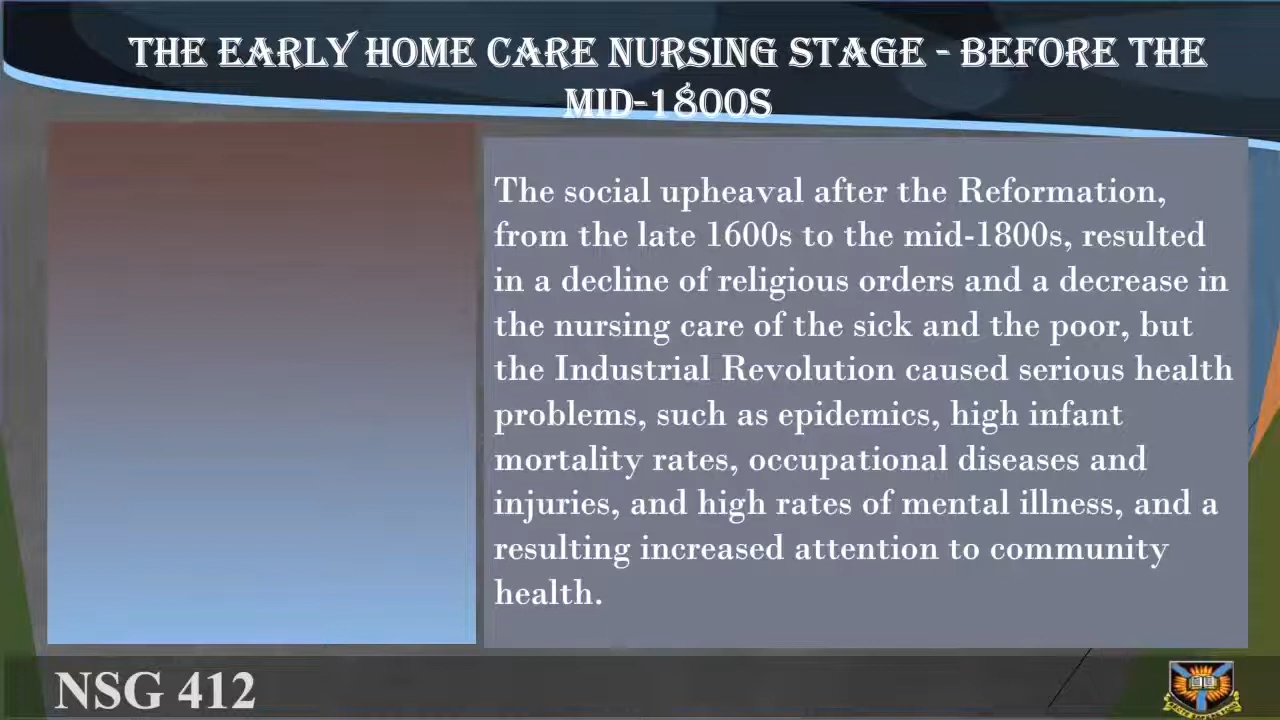 THE EARLY HOME CARE NURSING STAGE - BEFORE THE
MID-1800S
The social upheaval after the Reformation,
from the late 1600s to the mid-1800s, resulted
in a decline of religious orders and a decrease in
the nursing care of the sick and the poor, but
the Industrial Revolution caused serious health
problems, such as epidemics, high infant
mortality rates, occupational diseases and
injuries, and high rates of mental illness, and a
resulting increased attention to community
health.
NSG 412